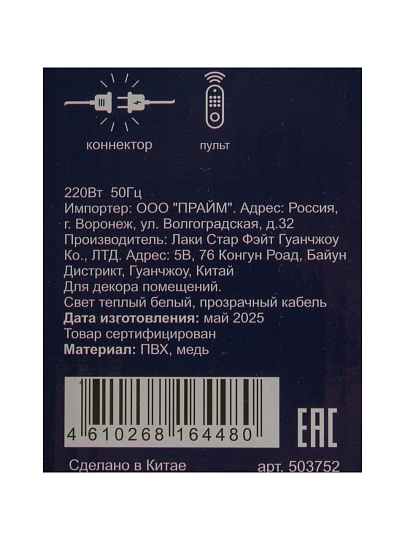 коннектор пульт
220Вт 50Гц
Импортер: ООО "ПРАЙМ". Адрес: Россия,
г. Воронеж, ул. Волгоградская, д.32
Производитель: Лаки Стар Фэйт Гуанчжоу
Ко., ЛТД. Адрес: 5В, 76 Конгун Роад, Байун
Дистрикт, Гуанчжоу, Китай
Для декора помещений.
Свет теплый белый, прозрачный кабель
Дата изготовления: май 2025
Товар сертифицирован
Материал: ПВХ, медь
4 610268 164480
EAC
Сделано в Китае арт. 503752